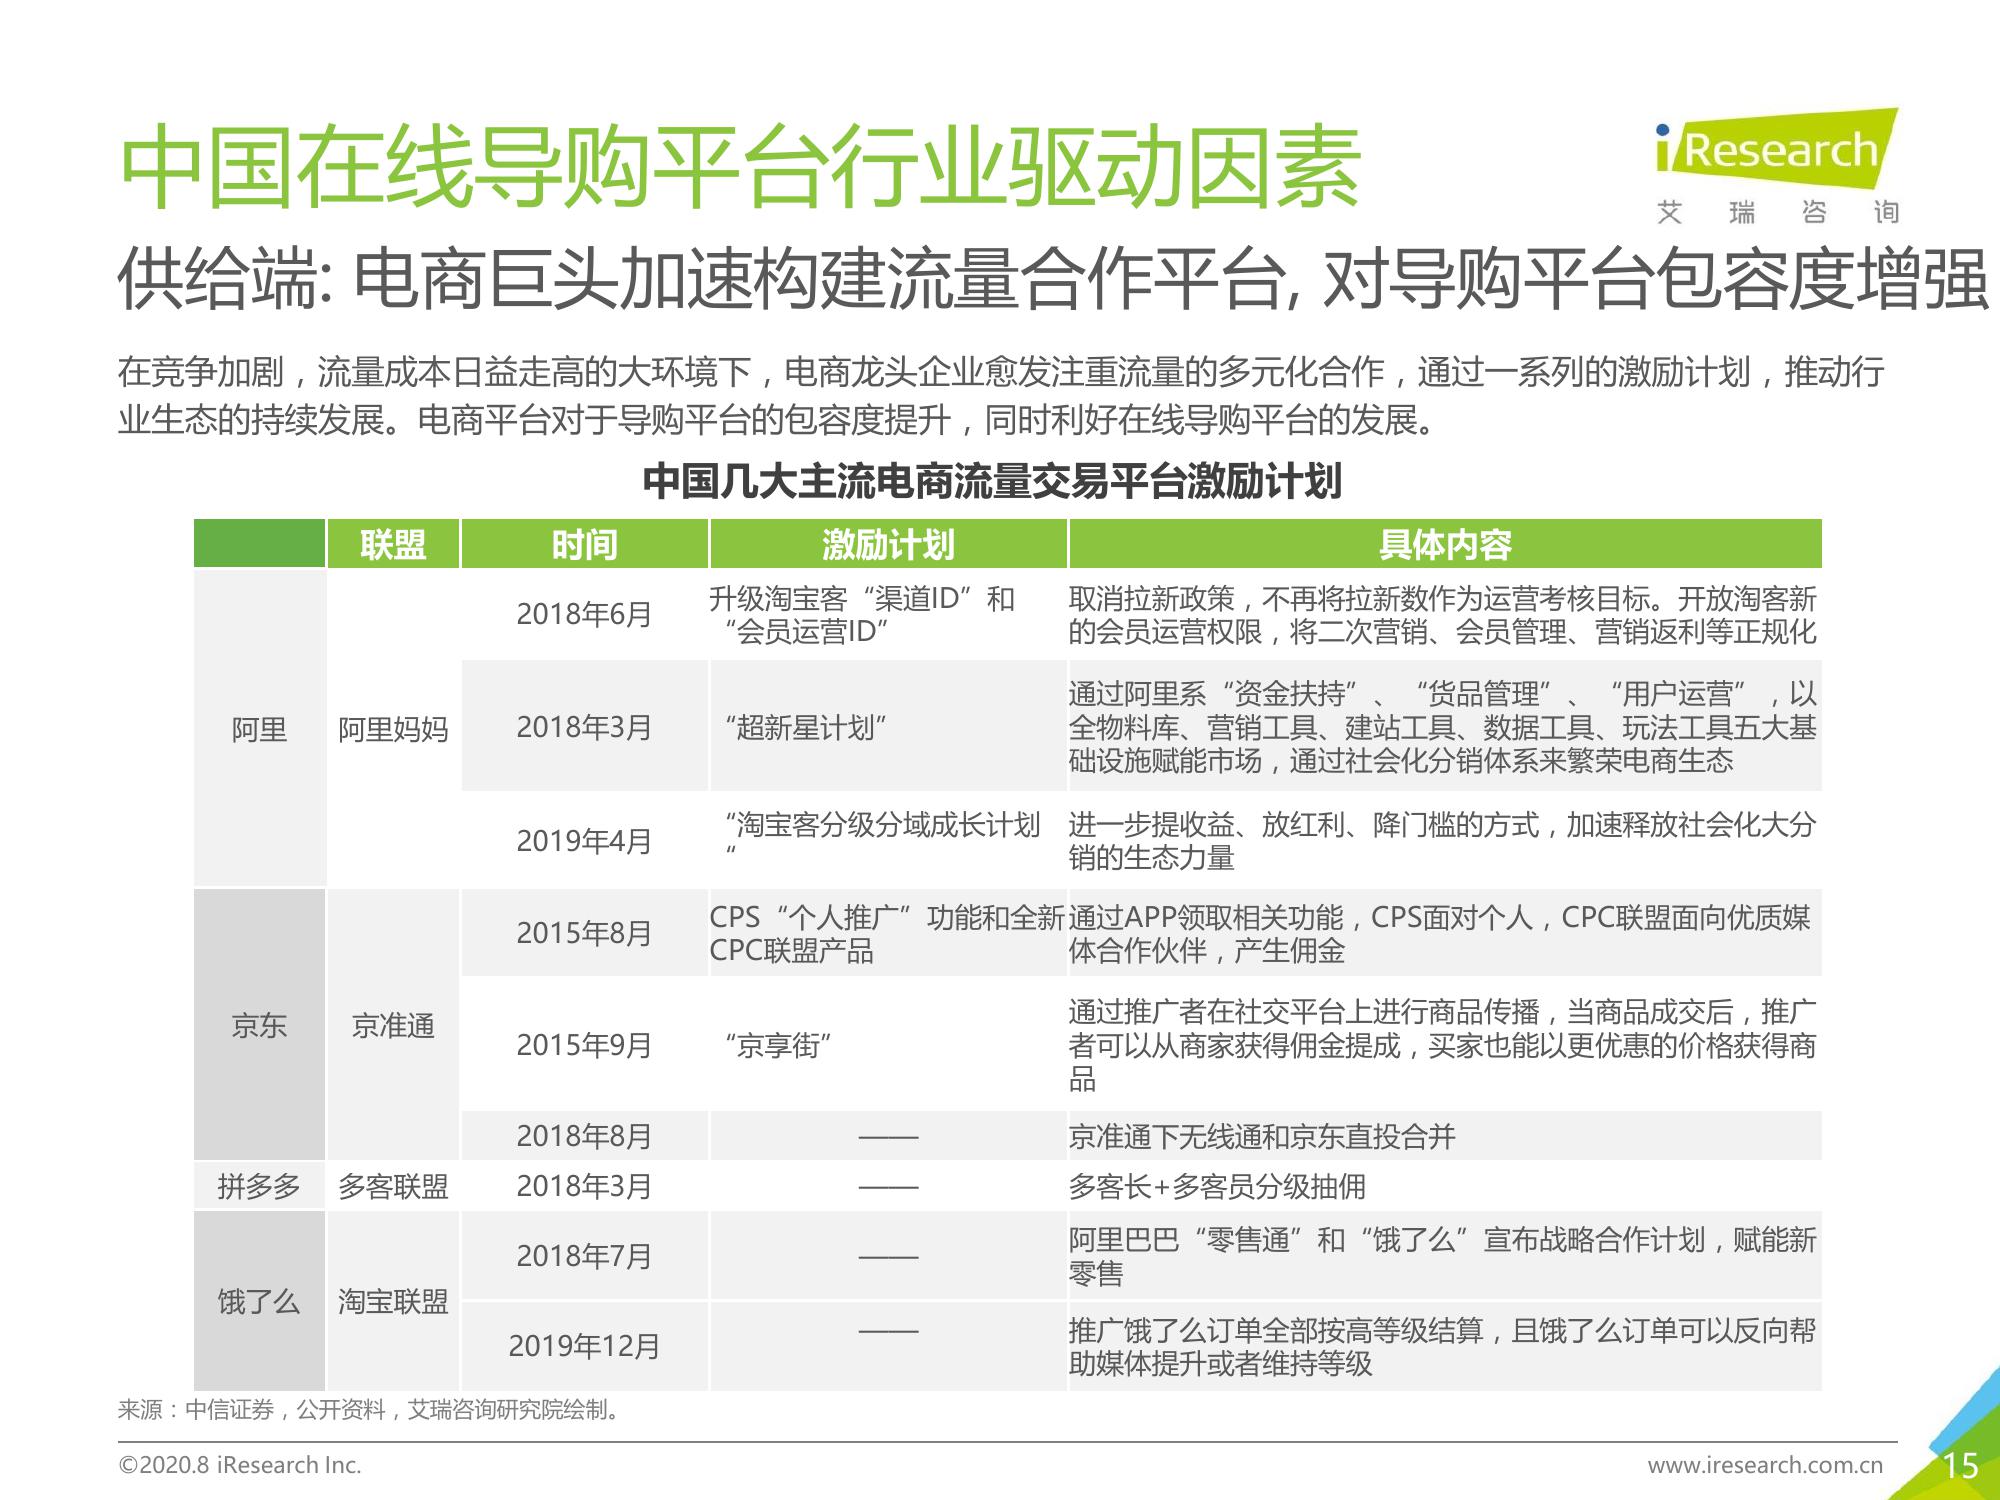 中国在线导购平台行业驱动因素
iResearch
艾瑞咨询
供给端: 电商巨头加速构建流量合作平台, 对导购平台包容度增强
在竞争加剧，流量成本日益走高的大环境下，电商龙头企业愈发注重流量的多元化合作，通过一系列的激励计划，推动行
业生态的持续发展。电商平台对于导购平台的包容度提升，同时利好在线导购平台的发展。
中国几大主流电商流量交易平台激励计划
联盟 时间 激励计划 具体内容
阿里
阿里妈妈
2018年6月
升级淘宝客“渠道ID”和
“会员运营ID”
取消拉新政策，不再将拉新数作为运营考核目标。开放淘客新
的会员运营权限，将二次营销、会员管理、营销返利等正规化
2018年3月
“超新星计划”
通过阿里系“资金扶持”、“货品管理”、“用户运营”，以
全物料库、营销工具、建站工具、数据工具、玩法工具五大基
础设施赋能市场，通过社会化分销体系来繁荣电商生态
2019年4月
“淘宝客分级分域成长计划
“
进一步提收益、放红利、降门槛的方式，加速释放社会化大分
销的生态力量
京东
京准通
2015年8月
CPS“个人推广”功能和全新
CPC联盟产品
通过APP领取相关功能，CPS面对个人，CPC联盟面向优质媒
体合作伙伴，产生佣金
2015年9月
“京享街”
通过推广者在社交平台上进行商品传播，当商品成交后，推广
者可以从商家获得佣金提成，买家也能以更优惠的价格获得商
品
2018年8月 —— 京准通下无线通和京东直投合并
拼多多 多客联盟 2018年3月 —— 多客长+多客员分级抽佣
饿了么
淘宝联盟
2018年7月
——
阿里巴巴“零售通”和“饿了么”宣布战略合作计划，赋能新
零售
2019年12月
——
推广饿了么订单全部按高等级结算，且饿了么订单可以反向帮
助媒体提升或者维持等级
来源：中信证券，公开资料，艾瑞咨询研究院绘制。
©2020.8 iResearch Inc.
www.iresearch.com.cn
15